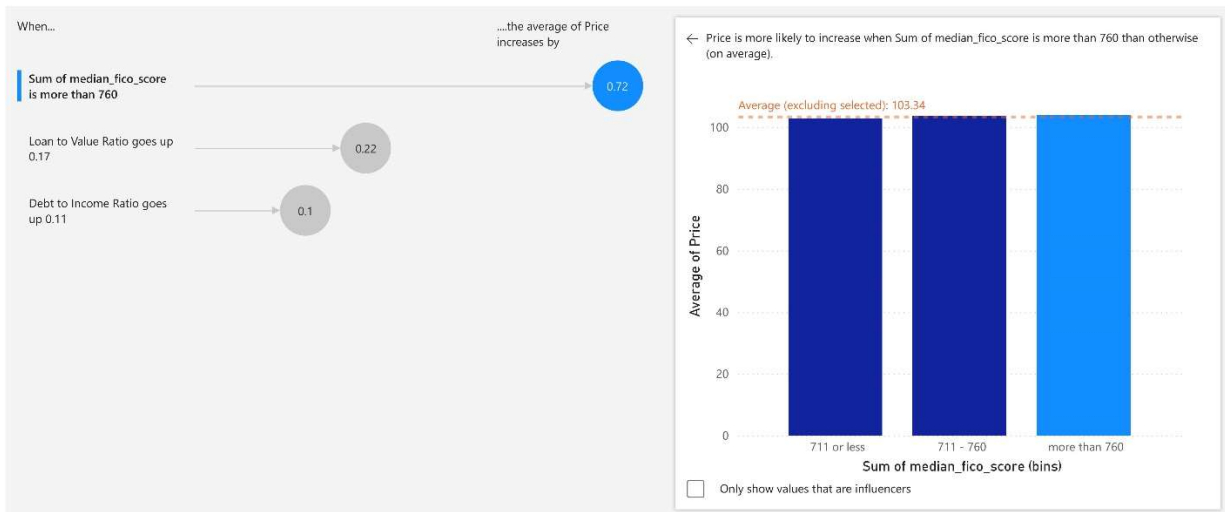 When...
....the average of Price
increases by
Sum of median_fico_score
is more than 760
0.72
Loan to Value Ratio goes up
0.17
0.22
Debt to Income Ratio goes
up 0.11
0.1
← Price is more likely to increase when Sum of median_fico_score is more than 760 than otherwise
(on average).
Average (excluding selected): 103.34
100
80
60
40
20
0
Average of Price
711 or less
711 - 760
more than 760
Sum of median_fico_score (bins)
Only show values that are influencers